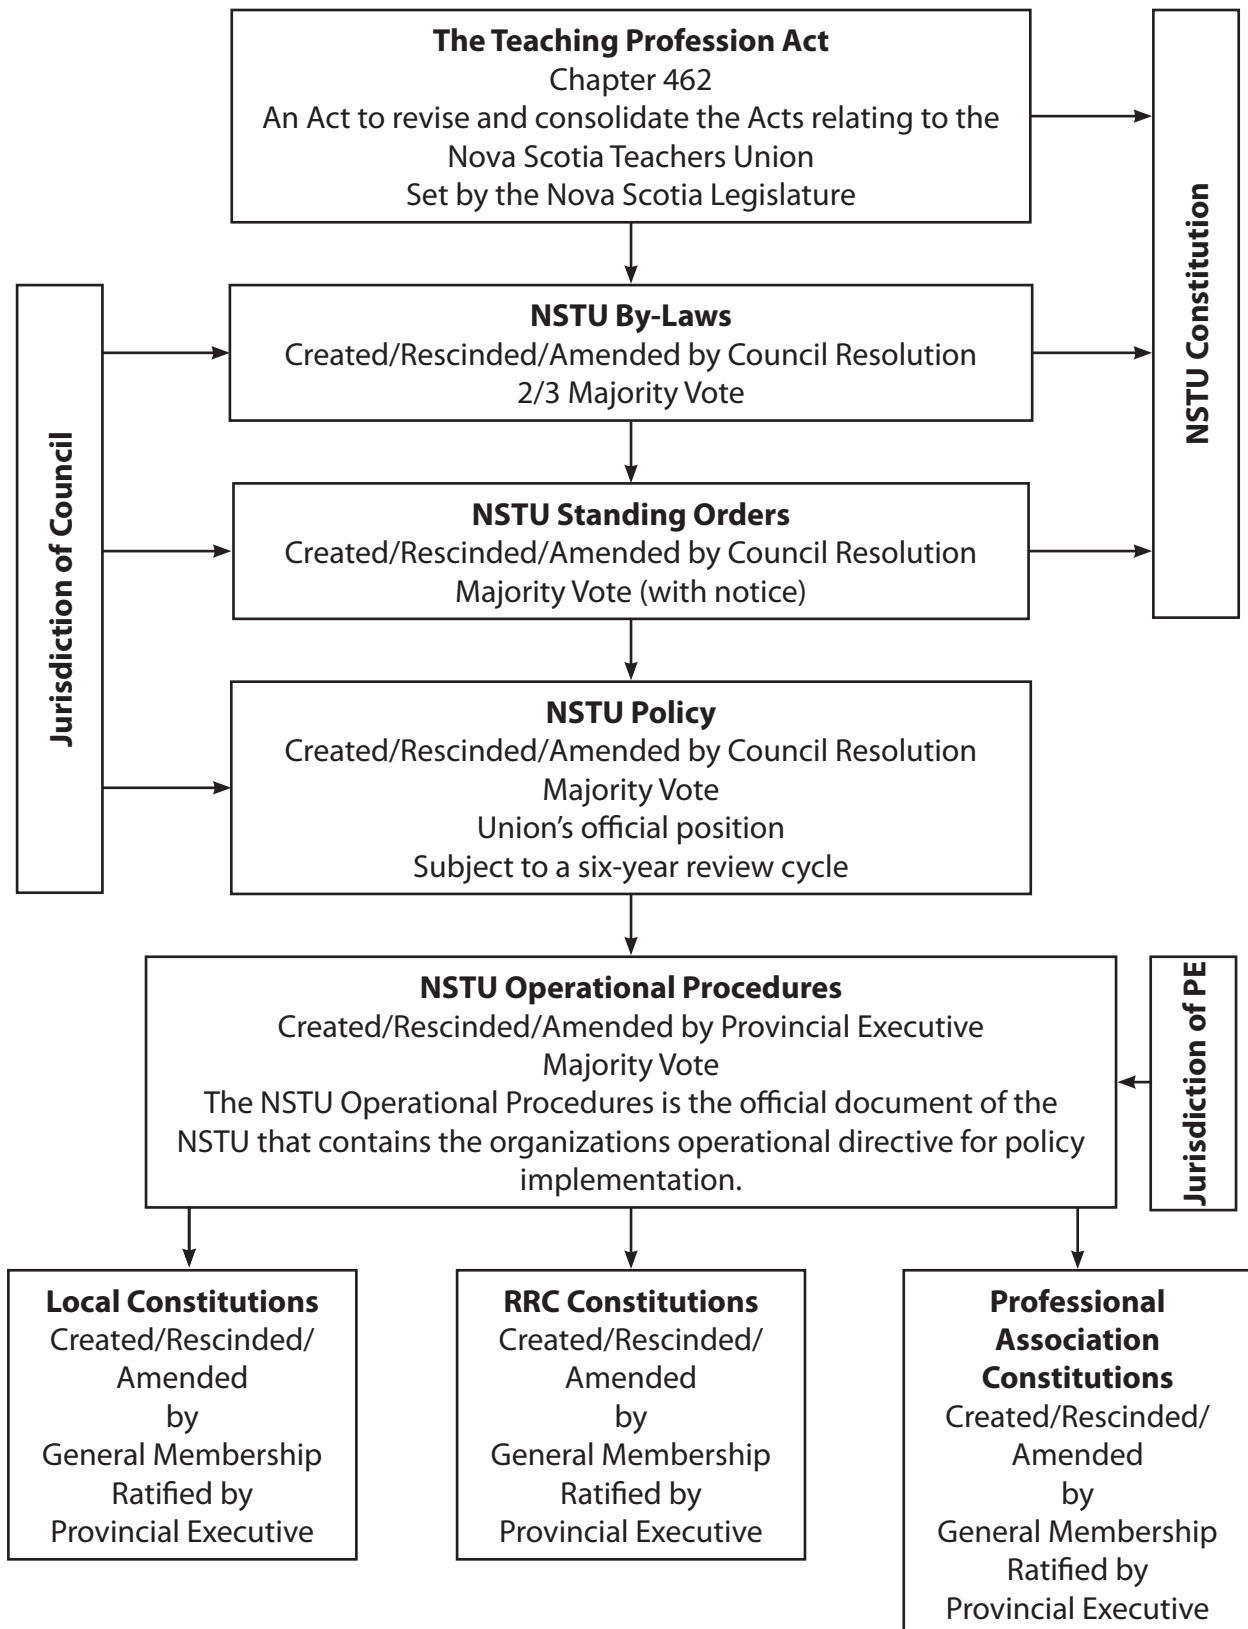 The Teaching Profession Act
Chapter 462
An Act to revise and consolidate the Acts relating to the
Nova Scotia Teachers Union
Set by the Nova Scotia Legislature
NSTU Constitution
Jurisdiction of Council
NSTU By-Laws
Created/Rescinded/Amended by Council Resolution
2/3 Majority Vote
NSTU Standing Orders
Created/Rescinded/Amended by Council Resolution
Majority Vote (with notice)
NSTU Policy
Created/Rescinded/Amended by Council Resolution
Majority Vote
Union’s official position
Subject to a six-year review cycle
NSTU Operational Procedures
Created/Rescinded/Amended by Provincial Executive
Majority Vote
The NSTU Operational Procedures is the official document of the
NSTU that contains the organizations operational directive for policy
implementation.
Jurisdiction of PE
Local Constitutions
Created/Rescinded/
Amended
by
General Membership
Ratified by
Provincial Executive
RRC Constitutions
Created/Rescinded/
Amended
by
General Membership
Ratified by
Provincial Executive
Professional
Association
Constitutions
Created/Rescinded/
Amended
by
General Membership
Ratified by
Provincial Executive